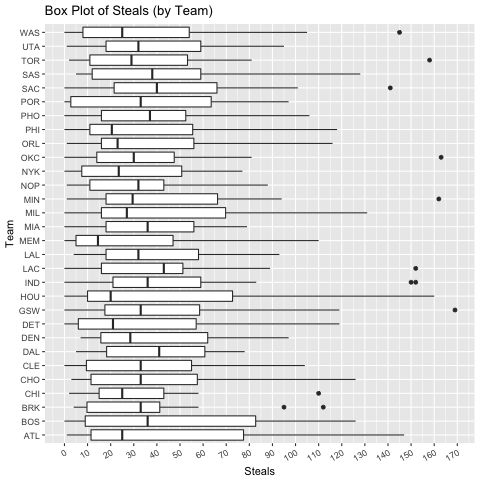 Box Plot of Steals (by Team)
Team
WAS
UTA
TOR
SAS
SAC
POR
PHO
PHI
ORL
OKC
NYK
NOP
MIN
MIL
MIA
MEM
LAL
LAC
IND
HOU
GSW
DET
DEN
DAL
CLE
CHO
CHI
BRK
BOS
ATL
0 10 20 30 40 50 60 70 80 90 100 110 120 130 140 150 160 170
Steals